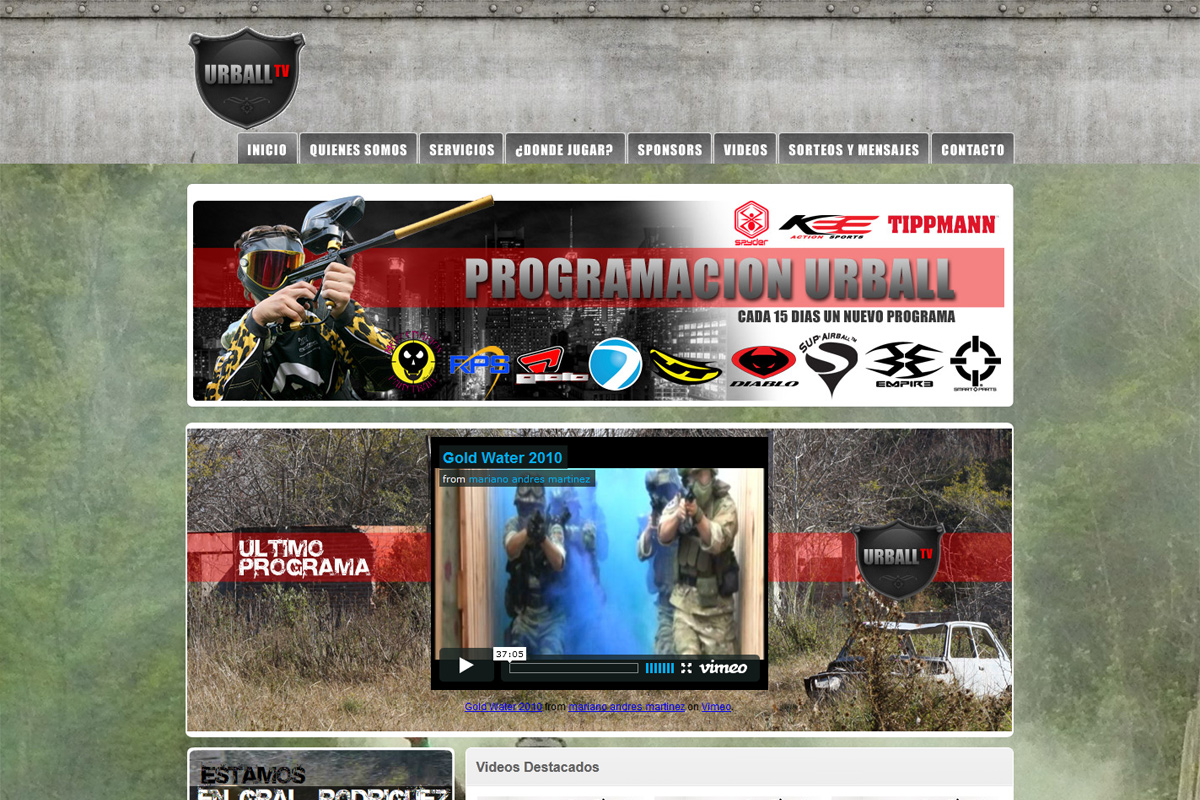 URBALL TV
INICIO
QUIENES SOMOS
SERVICIOS
¿DONDE JUGAR?
SPONSORS
VIDEOS
SORTEOS Y MENSAJES
CONTACTO
spyder
KEE
ACTION SPORTS
TIPPMANN
PROGRAMACION URBALL
CADA 15 DIAS UN NUEVO PROGRAMA
RPS
DIABLO
SUP'AIRBALL™
EMPIRE
SMART PARTS
Gold Water 2010
from mariano andres martinez
ULTIMO
PROGRAMA
URBALL TV
37:05
vimeo
Gold Water 2010 from mariano andres martinez on Vimeo.
ESTAMOS
EN GRAL. RODRIGUEZ
Videos Destacados